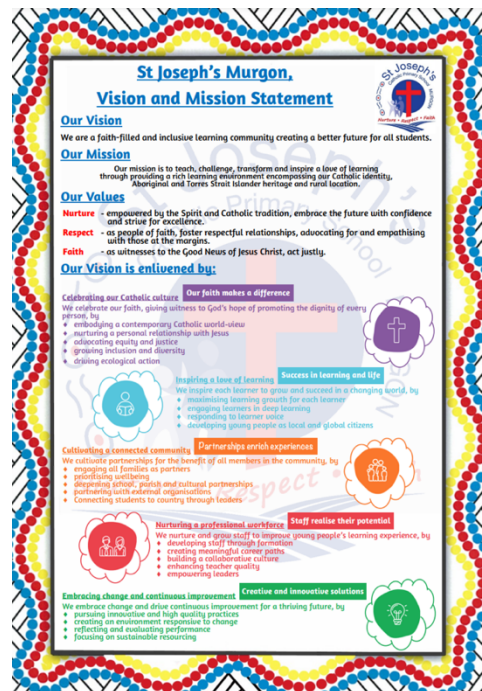 St Joseph's Murgon,
Vision and Mission Statement
St Joseph's
Catholic Primary School MURGON
Nurture • Respect • Faith
Our Vision
We are a faith-filled and inclusive learning community creating a better future for all students.
Our Mission
Our mission is to teach, challenge, transform and inspire a love of learning
through providing a rich learning environment encompassing our Catholic identity,
Aboriginal and Torres Strait Islander heritage and rural location.
Our Values
Nurture - empowered by the Spirit and Catholic tradition, embrace the future with confidence
and strive for excellence.
Respect - as people of faith, foster respectful relationships, advocating for and empathising
with those at the margins.
Faith - as witnesses to the Good News of Jesus Christ, act justly.
Our Vision is enlivened by:
Celebrating our Catholic culture Our faith makes a difference
We celebrate our faith, giving witness to God's hope of promoting the dignity of every
person, by
♦ embodying a contemporary Catholic world-view
♦ nurturing a personal relationship with Jesus
♦ advocating equity and justice
♦ growing inclusion and diversity
♦ driving ecological action
Inspiring a love of learning Success in learning and life
We inspire each learner to grow and succeed in a changing world, by
♦ maximising learning growth for each learner
♦ engaging learners in deep learning
♦ responding to learner voice
♦ developing young people as local and global citizens
Cultivating a connected community Partnerships enrich experiences
We cultivate partnerships for the benefit of all members in the community, by
♦ engaging all families as partners
♦ prioritising wellbeing
♦ deepening school, parish and cultural partnerships
♦ partnering with external organisations
♦ Connecting students to country through leaders
Nurturing a professional workforce Staff realise their potential
We nurture and grow staff to improve young people's learning experience, by
♦ developing staff through formation
♦ creating meaningful career paths
♦ building a collaborative culture
♦ enhancing teacher quality
♦ empowering leaders
Embracing change and continuous improvement Creative and innovative solutions
We embrace change and drive continuous improvement for a thriving future, by
♦ pursuing innovative and high quality practices
♦ creating an environment responsive to change
♦ reflecting and evaluating performance
♦ focusing on sustainable resourcing